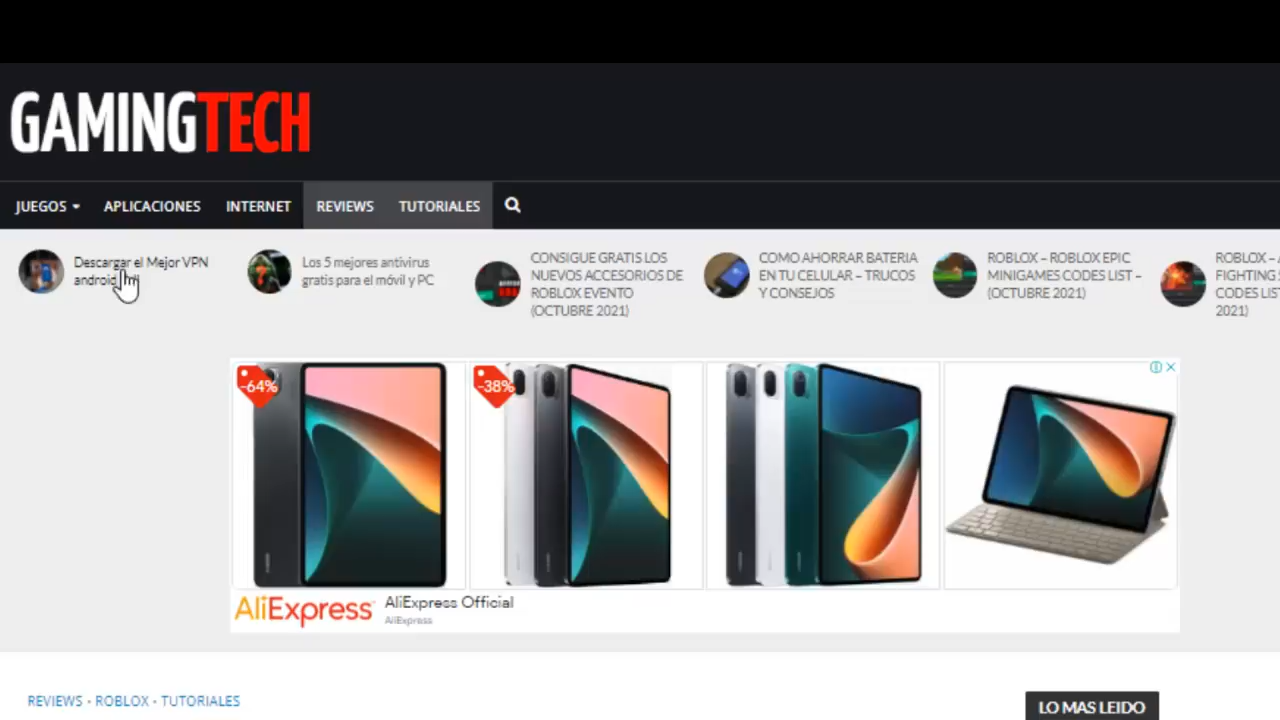 GAMINGTECH
JUEGOS APLICACIONES INTERNET REVIEWS TUTORIALES
Descargar el Mejor VPN
android
Los 5 mejores antivirus
gratis para el móvil y PC
CONSIGUE GRATIS LOS
NUEVOS ACCESORIOS DE
ROBLOX EVENTO
(OCTUBRE 2021)
COMO AHORRAR BATERIA
EN TU CELULAR – TRUCOS
Y CONSEJOS
ROBLOX – ROBLOX EPIC
MINIGAMES CODES LIST –
(OCTUBRE 2021)
ROBLOX –
FIGHTING
CODES LIST
2021)
-64%
-38%
AliExpress
AliExpress Official
AliExpress
REVIEWS • ROBLOX • TUTORIALES
LO MAS LEIDO